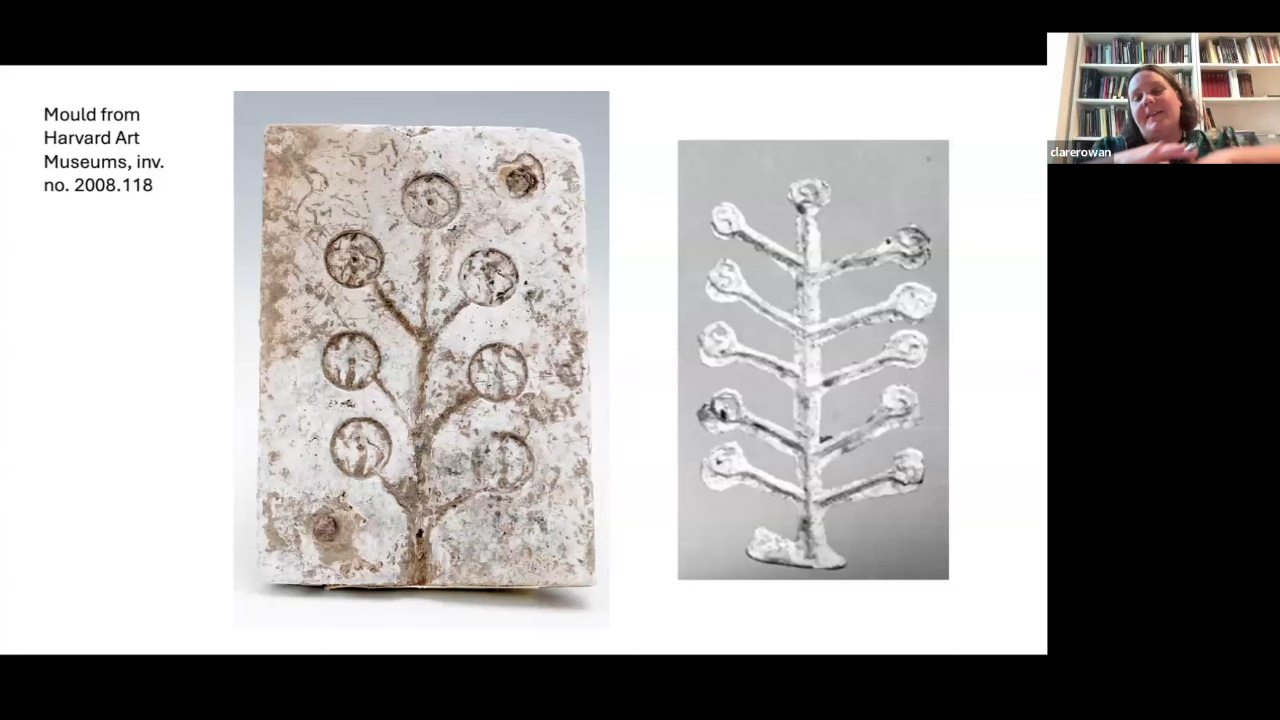 Mould from
Harvard Art
Museums, inv.
no. 2008.118
clarerowan